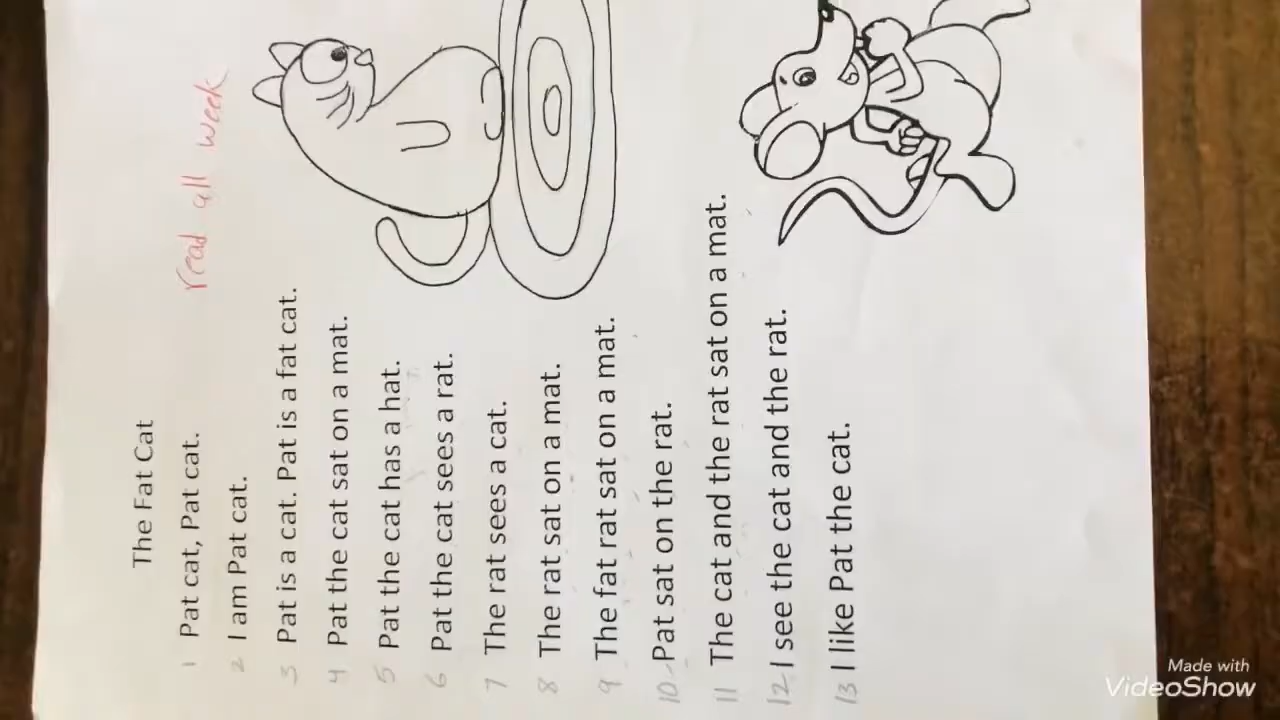 The Fat Cat
read all week
1 Pat cat, Pat cat.
2 I am Pat cat.
3 Pat is a cat. Pat is a fat cat.
4 Pat the cat sat on a mat.
5 Pat the cat has a hat.
6 Pat the cat sees a rat.
7 The rat sees a cat.
8 The rat sat on a mat.
9 The fat rat sat on a mat.
10 Pat sat on the rat.
11 The cat and the rat sat on a mat.
12 I see the cat and the rat.
13 I like Pat the cat.
Made with
VideoShow